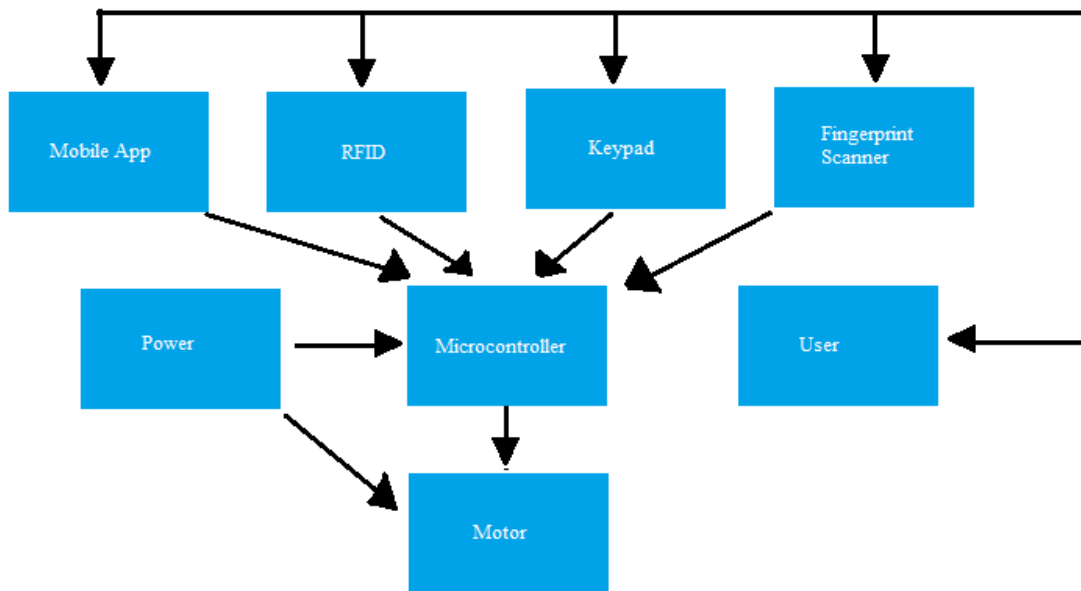 Mobile App
RFID
Keypad
Fingerprint
Scanner
Power
Microcontroller
User
Motor